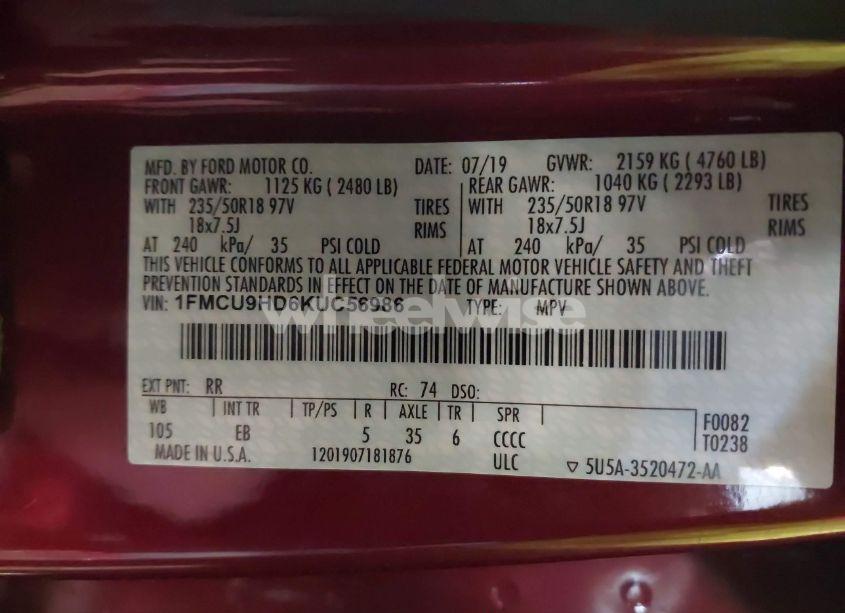 MFD. BY FORD MOTOR CO. DATE: 07/19 GVWR: 2159 KG ( 4760 LB)
FRONT GAWR: 1125 KG ( 2480 LB) REAR GAWR: 1040 KG ( 2293 LB)
WITH 235/50R18 97V TIRES WITH 235/50R18 97V TIRES
18x7.5J RIMS 18x7.5J RIMS
AT 240 kPa/ 35 PSI COLD AT 240 kPa/ 35 PSI COLD
THIS VEHICLE CONFORMS TO ALL APPLICABLE FEDERAL MOTOR VEHICLE SAFETY AND THEFT
PREVENTION STANDARDS IN EFFECT ON THE DATE OF MANUFACTURE SHOWN ABOVE.
VIN: 1FMCU9HD6KUC56986 TYPE: MPV
wheelwise
EXT PNT: RR RC: 74 DSO:
WB INT TR TP/PS R AXLE TR SPR F0082
105 EB 5 35 6 CCCC T0238
MADE IN U.S.A. 1201907181876 ULC ▽ 5U5A-3520472-AA